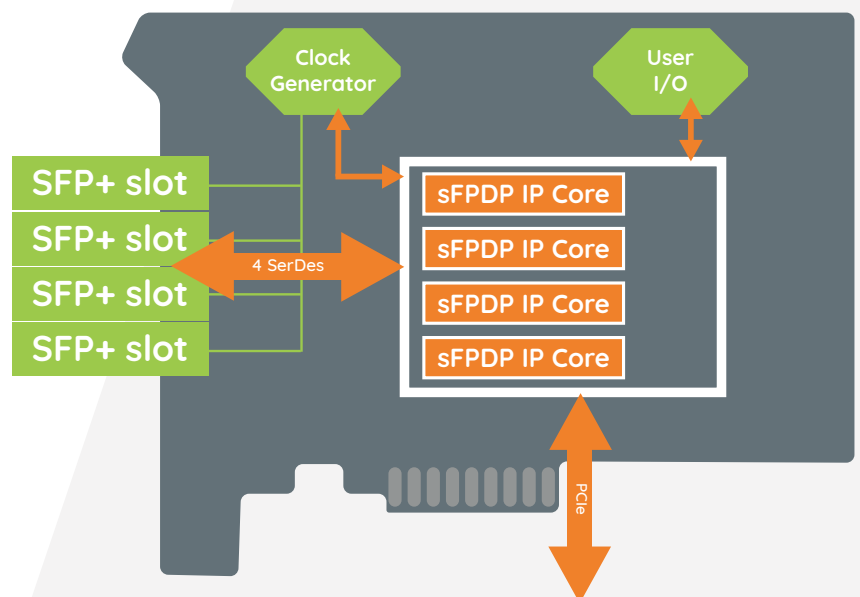 Clock
Generator
User
I/O
SFP+ slot
SFP+ slot
SFP+ slot
SFP+ slot
4 SerDes
sFPDP IP Core
sFPDP IP Core
sFPDP IP Core
sFPDP IP Core
PCIe